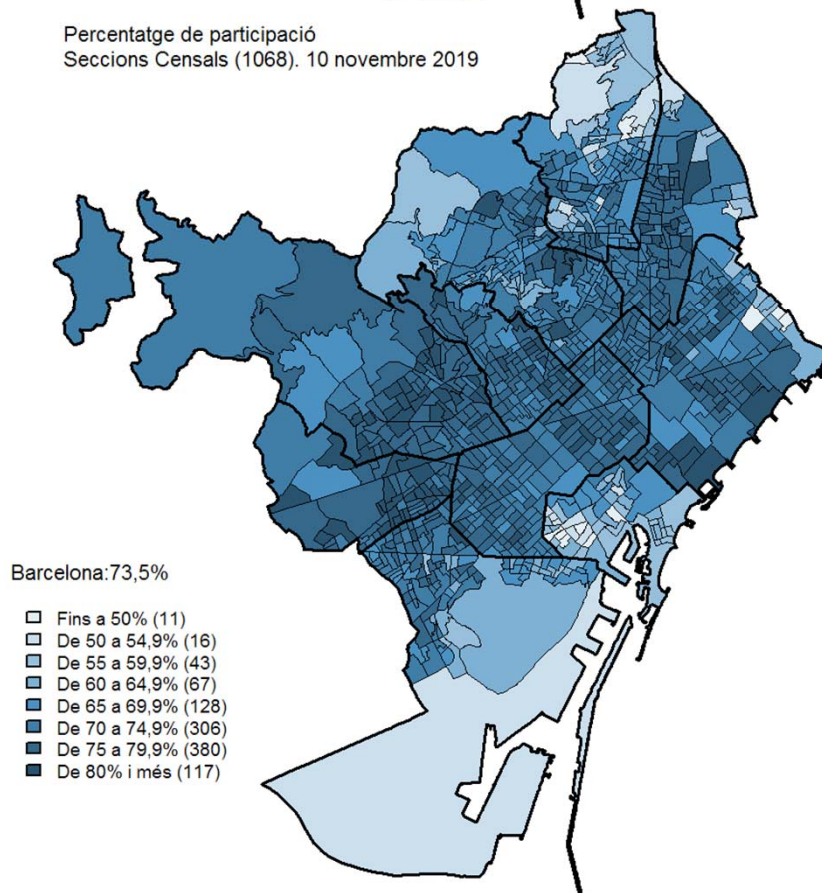 Percentatge de participació
Seccions Censals (1068). 10 novembre 2019
Barcelona:73,5%
Fins a 50% (11)
De 50 a 54,9% (16)
De 55 a 59,9% (43)
De 60 a 64,9% (67)
De 65 a 69,9% (128)
De 70 a 74,9% (306)
De 75 a 79,9% (380)
De 80% i més (117)